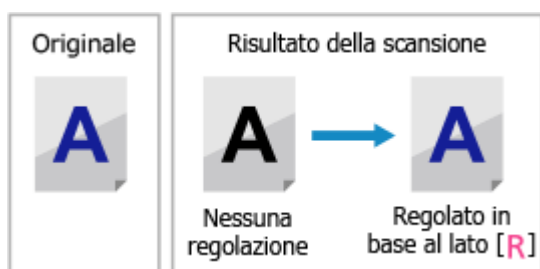 Originale
A
Risultato della scansione
A
A
Nessuna
regolazione
Regolato in
base al lato [R]